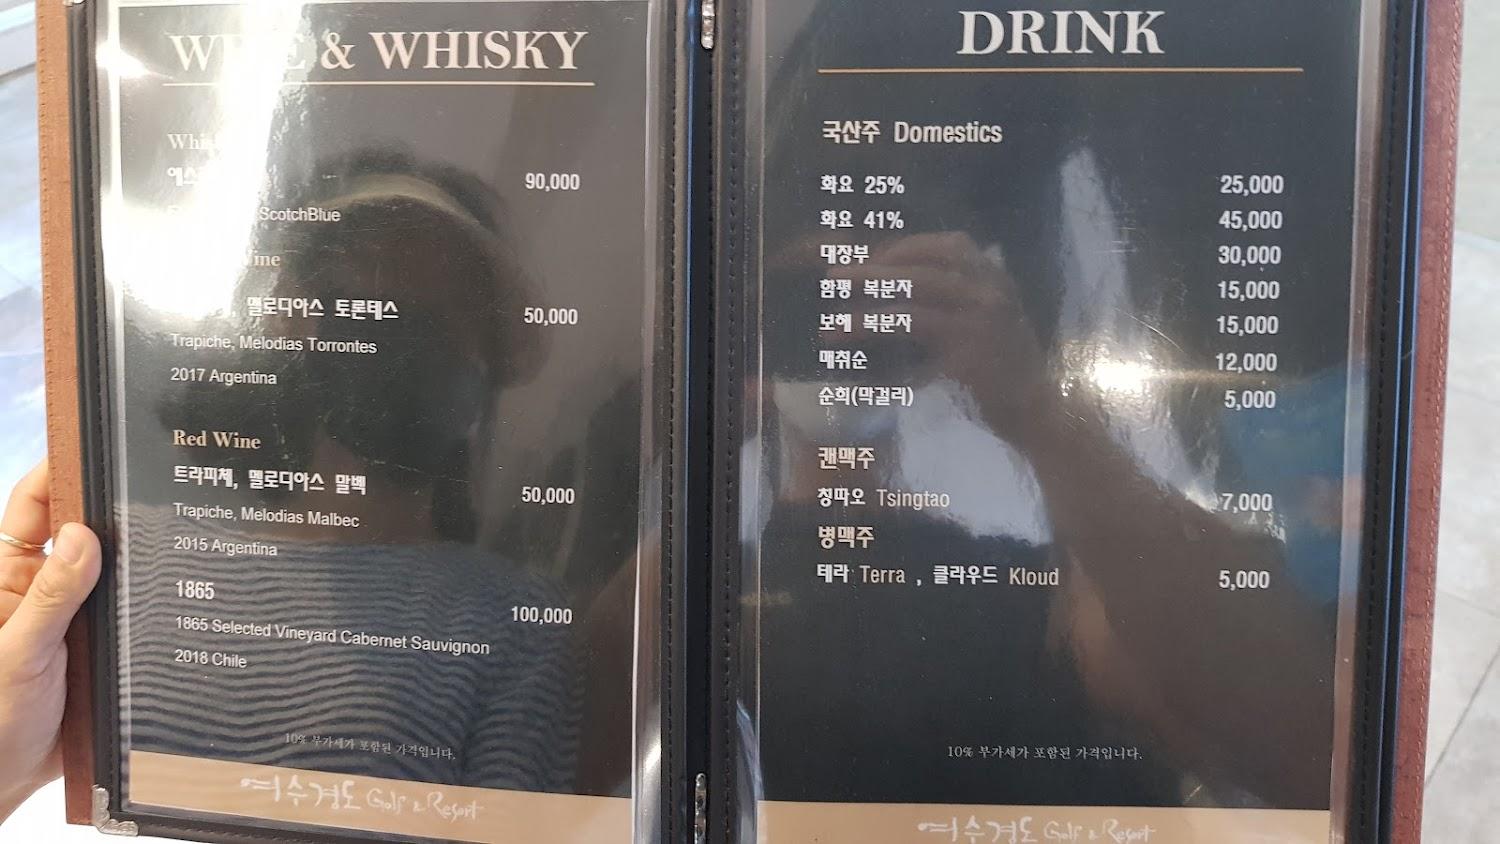 & WHISKY
90,000
ScotchBlue
멜로디아스 토론테스
50,000
Trapiche, Melodias Torrontes
2017 Argentina
Red Wine
트라피체, 멜로디아스 말벡
50,000
Trapiche, Melodias Malbec
2015 Argentina
1865
100,000
1865 Selected Vineyard Cabernet Sauvignon
2018 Chile
10% 부가세가 포함된 가격입니다.
여수경도 Golf & Resort
DRINK
국산주 Domestics
화요 25% 25,000
화요 41% 45,000
대장부 30,000
함평 복분자 15,000
보해 복분자 15,000
매취순 12,000
순희(막걸리) 5,000
캔맥주
칭따오 Tsingtao 7,000
병맥주
테라 Terra , 클라우드 Kloud 5,000
10% 부가세가 포함된 가격입니다.
여수경도 Golf & Resort